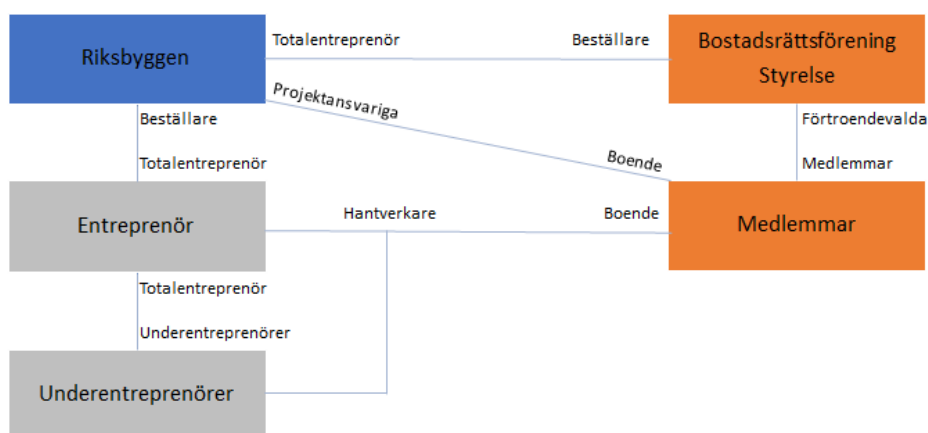 Riksbyggen
Totalentreprenör
Beställare
Bostadsrättsförening
Styrelse
Projektansvariga
Boende
Beställare
Totalentreprenör
Förtroendevalda
Medlemmar
Entreprenör
Hantverkare
Boende
Medlemmar
Totalentreprenör
Underentreprenörer
Underentreprenörer